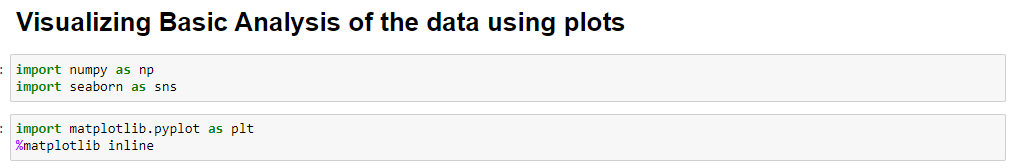 Visualizing Basic Analysis of the data using plots
: import numpy as np
import seaborn as sns
: import matplotlib.pyplot as plt
%matplotlib inline